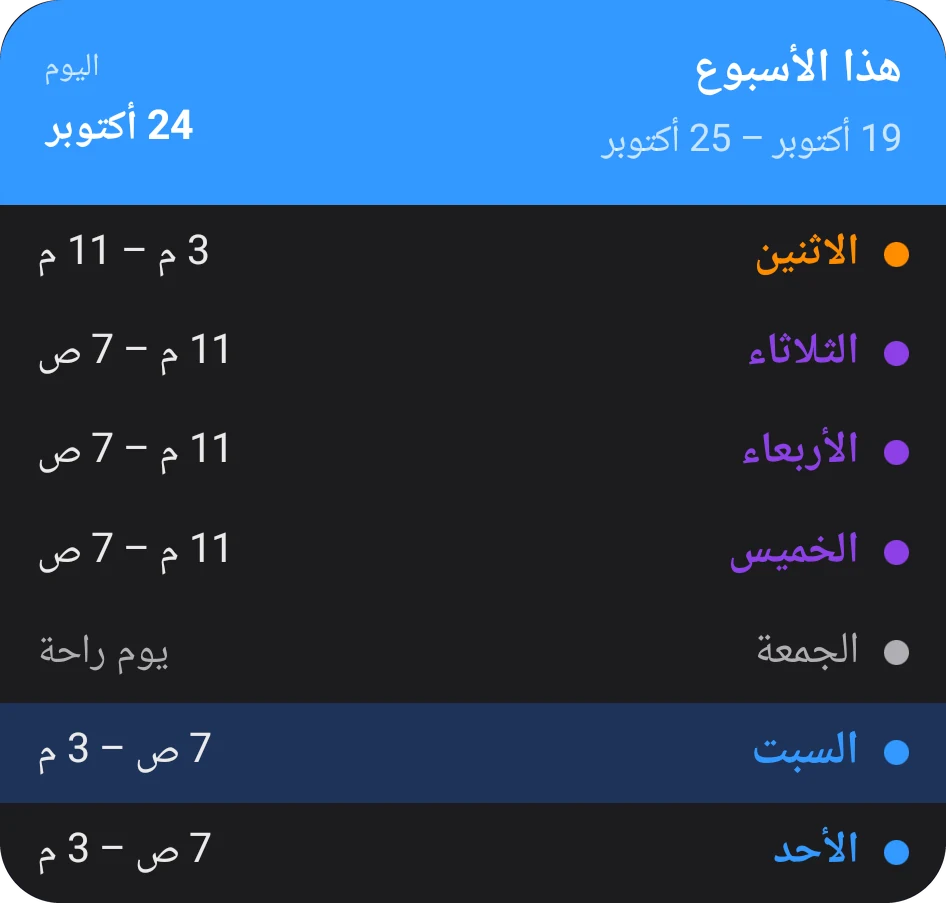 هذا الأسبوع
19 أكتوبر – 25 أكتوبر
اليوم
24 أكتوبر
الاثنين 3 م – 11 م
الثلاثاء 11 م – 7 ص
الأربعاء 11 م – 7 ص
الخميس 11 م – 7 ص
الجمعة يوم راحة
السبت 7 ص – 3 م
الأحد 7 ص – 3 م